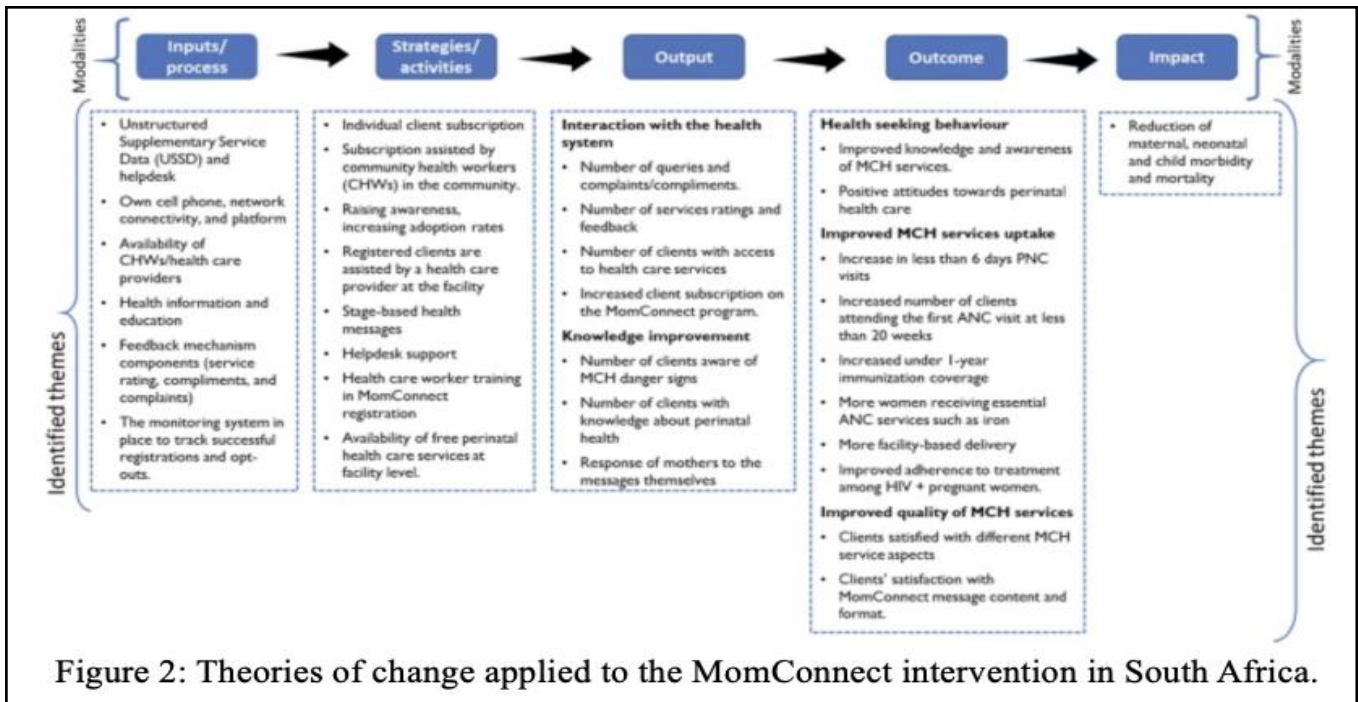 Modalities
Inputs/
process
Strategies/
activities
Output
Outcome
Impact
Modalities
Identified themes
• Unstructured
Supplementary Service
Data (USSD) and
helpdesk
• Own cell phone, network
connectivity, and platform
• Availability of
CHWs/health care
providers
• Health information and
education
• Feedback mechanism
components (service
rating, compliments, and
complaints)
• The monitoring system in
place to track successful
registrations and opt-
outs.
• Individual client subscription
• Subscription assisted by
community health workers
(CHWs) in the community.
• Raising awareness,
increasing adoption rates
• Registered clients are
assisted by a health care
provider at the facility
• Stage-based health
messages
• Helpdesk support
• Health care worker training
in MomConnect
registration
• Availability of free perinatal
health care services at
facility level.
Interaction with the health
system
• Number of queries and
complaints/compliments.
• Number of services ratings and
feedback
• Number of clients with access
to health care services
• Increased client subscription on
the MomConnect program.
Knowledge improvement
• Number of clients aware of
MCH danger signs
• Number of clients with
knowledge about perinatal
health
• Response of mothers to the
messages themselves
Health seeking behaviour
• Improved knowledge and awareness
of MCH services.
• Positive attitudes towards perinatal
health care
Improved MCH services uptake
• Increase in less than 6 days PNC
visits
• Increased number of clients
attending the first ANC visit at less
than 20 weeks
• Increased under 1-year
immunization coverage
• More women receiving essential
ANC services such as iron
• More facility-based delivery
• Improved adherence to treatment
among HIV + pregnant women.
Improved quality of MCH services
• Clients satisfied with different MCH
service aspects
• Clients' satisfaction with
MomConnect message content and
format.
• Reduction of
maternal, neonatal
and child morbidity
and mortality
Identified themes
Figure 2: Theories of change applied to the MomConnect intervention in South Africa.